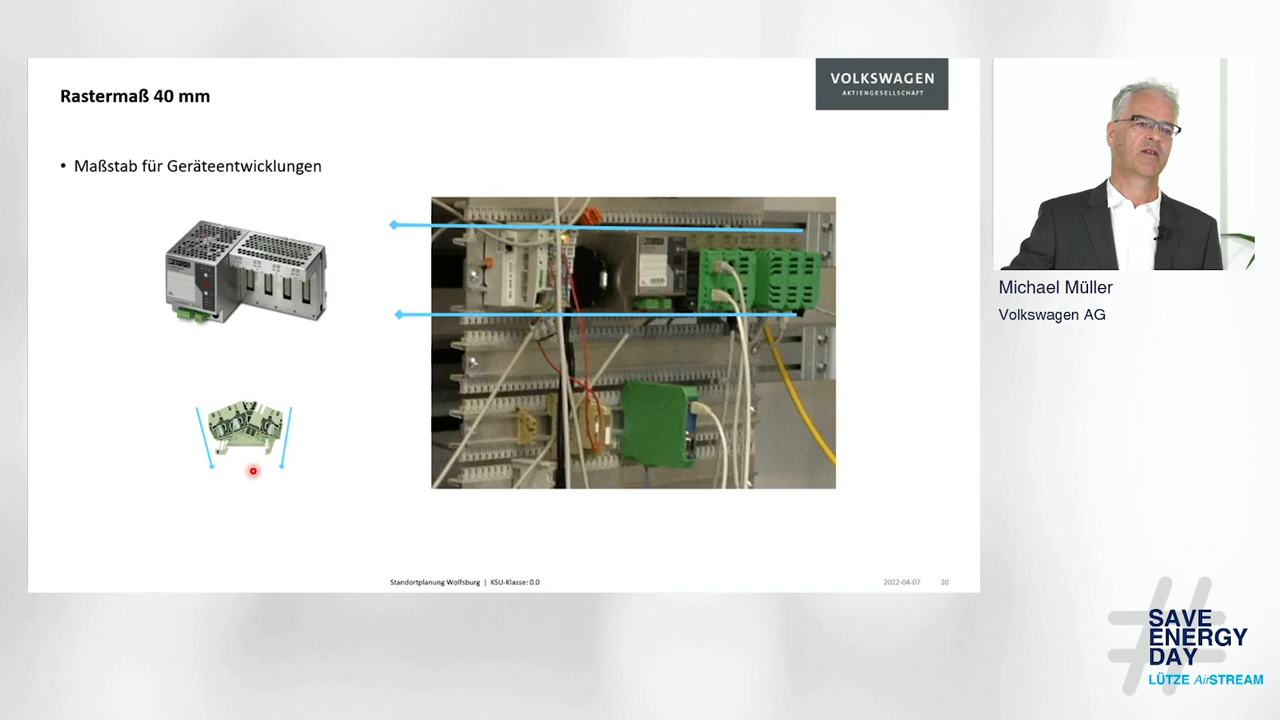 Rastermaß 40 mm
VOLKSWAGEN
AKTIENGESELLSCHAFT
• Maßstab für Geräteentwicklungen
Michael Müller
Volkswagen AG
Standortplanung Wolfsburg | KSU-Klasse: 0.0
2022-04-07 20
#
SAVE
ENERGY
DAY
LÜTZE AirSTREAM